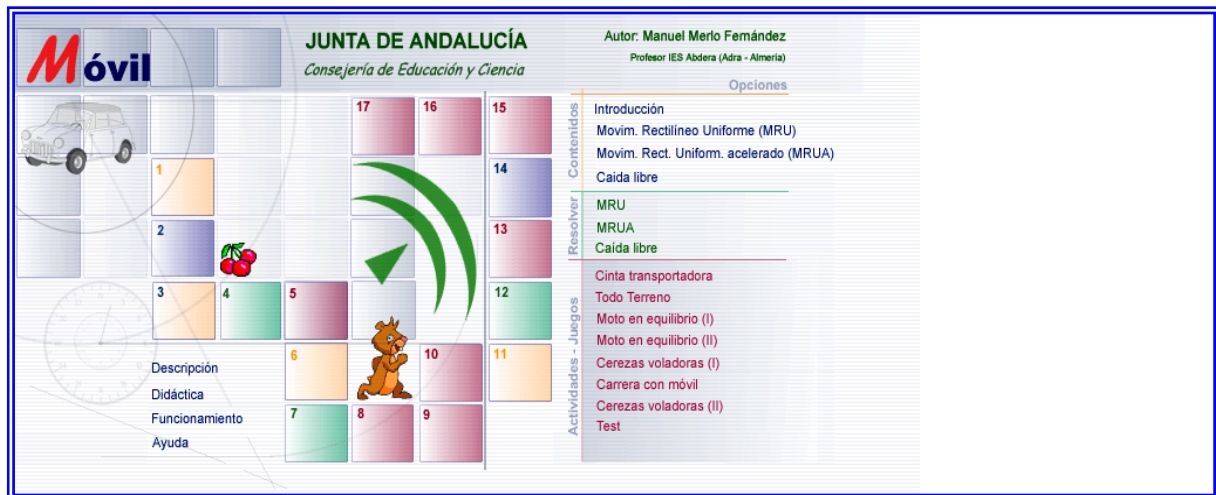 Móvil
JUNTA DE ANDALUCÍA
Consejería de Educación y Ciencia
Autor: Manuel Merlo Fernández
Profesor IES Abdera (Adra - Almeria)
Opciones
17
16
15
1
14
2
13
3
4
5
12
6
10
11
7
8
9
Descripción
Didáctica
Funcionamiento
Ayuda
Contenidos
Introducción
Movim. Rectilíneo Uniforme (MRU)
Movim. Rect. Uniform. acelerado (MRUA)
Caida libre
Resolver
MRU
MRUA
Caída libre
Actividades - Juegos
Cinta transportadora
Todo Terreno
Moto en equilibrio (I)
Moto en equilibrio (II)
Cerezas voladoras (I)
Carrera con móvil
Cerezas voladoras (II)
Test